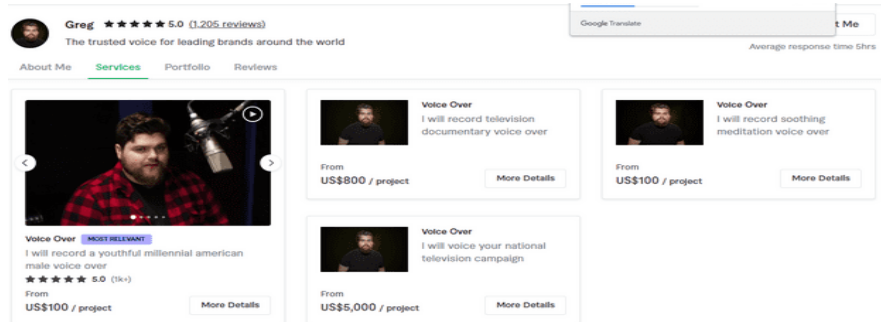 Greg ★★★★★ 5.0 (1,205 reviews)
The trusted voice for leading brands around the world
Google Translate
t Me
Average response time 5hrs
About Me Services Portfolio Reviews
Voice Over MOST RELEVANT
I will record a youthful millennial american
male voice over
★★★★★ 5.0 (1k+)
From
US$100 / project
More Details
Voice Over
I will record television
documentary voice over
From
US$800 / project
More Details
Voice Over
I will record soothing
meditation voice over
From
US$100 / project
More Details
Voice Over
I will voice your national
television campaign
From
US$5,000 / project
More Details